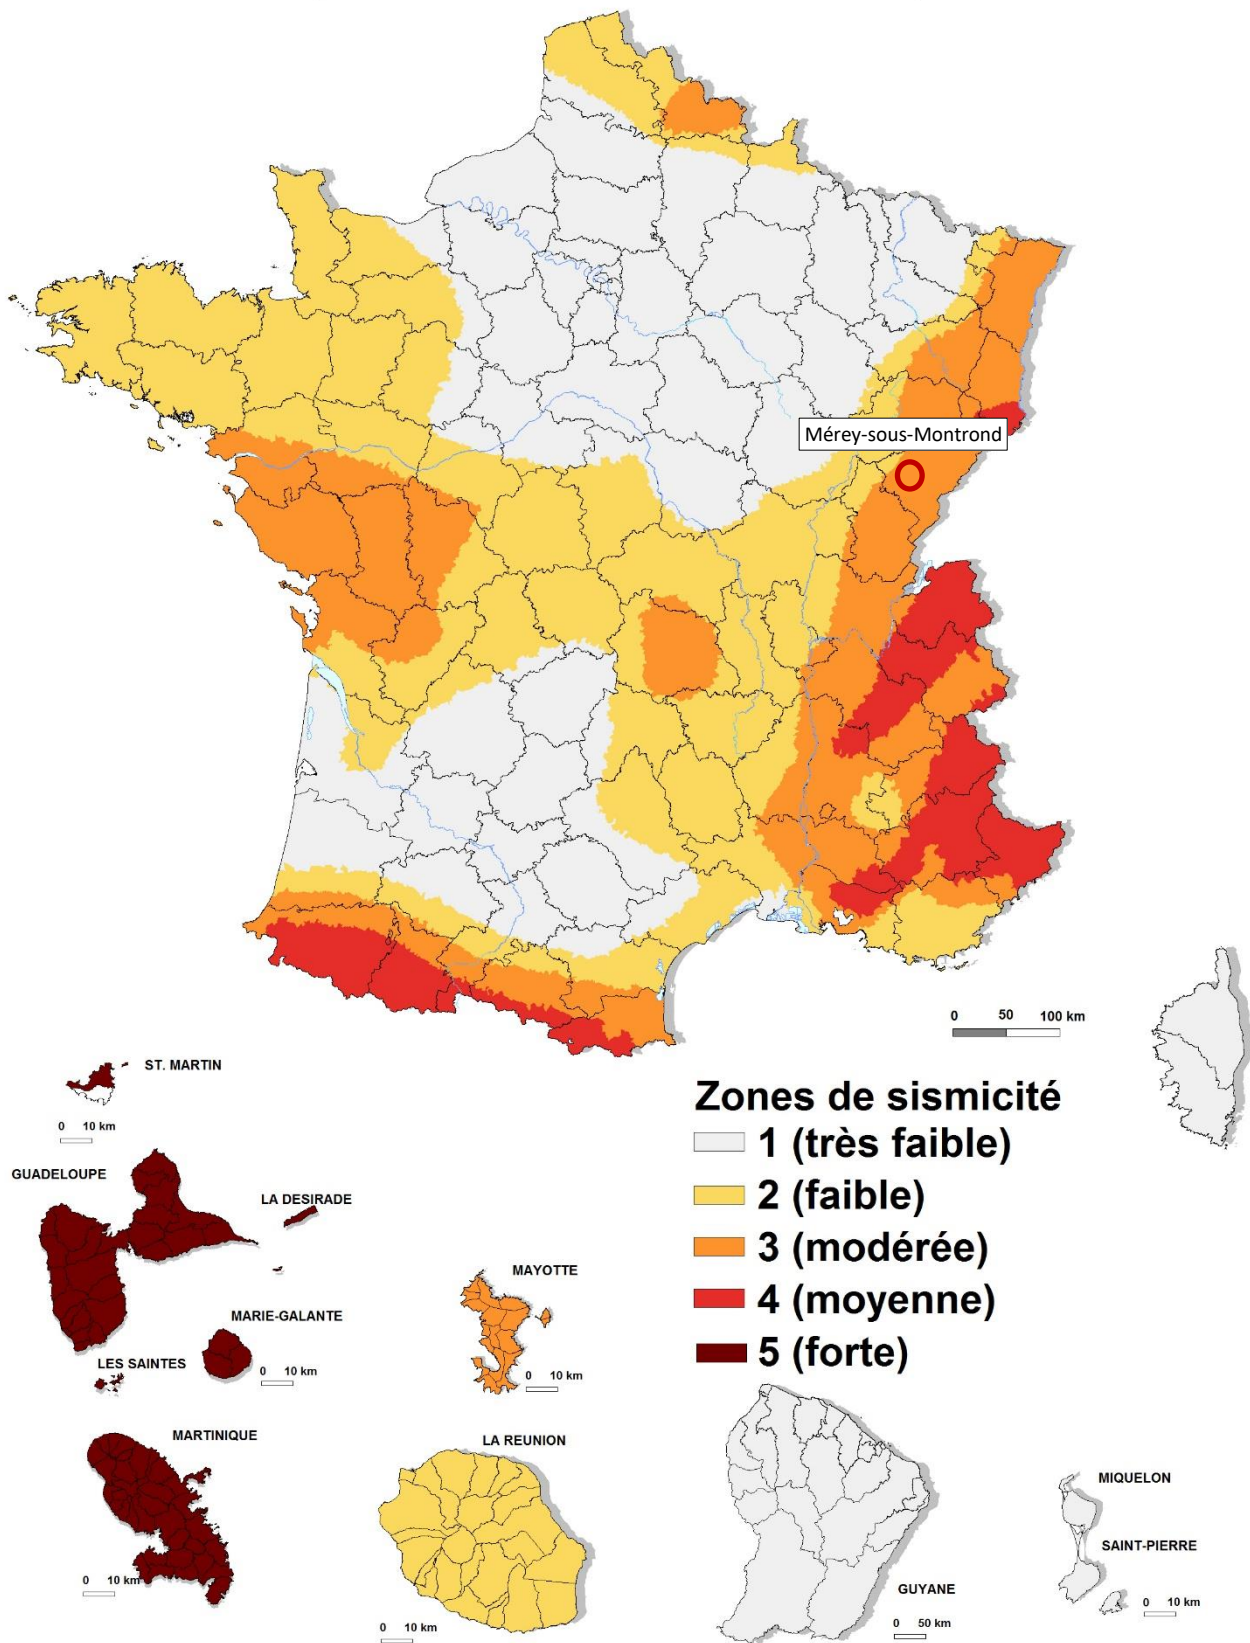 Mérey-sous-Montrond
0 50 100 km
ST. MARTIN
0 10 km
GUADELOUPE
LA DESIRADE
MARIE-GALANTE
0 10 km
LES SAINTES
MAYOTTE
0 10 km
Zones de sismicité
1 (très faible)
2 (faible)
3 (modérée)
4 (moyenne)
5 (forte)
MARTINIQUE
0 10 km
LA REUNION
0 10 km
GUYANE
0 50 km
MIQUELON
SAINT-PIERRE
0 10 km